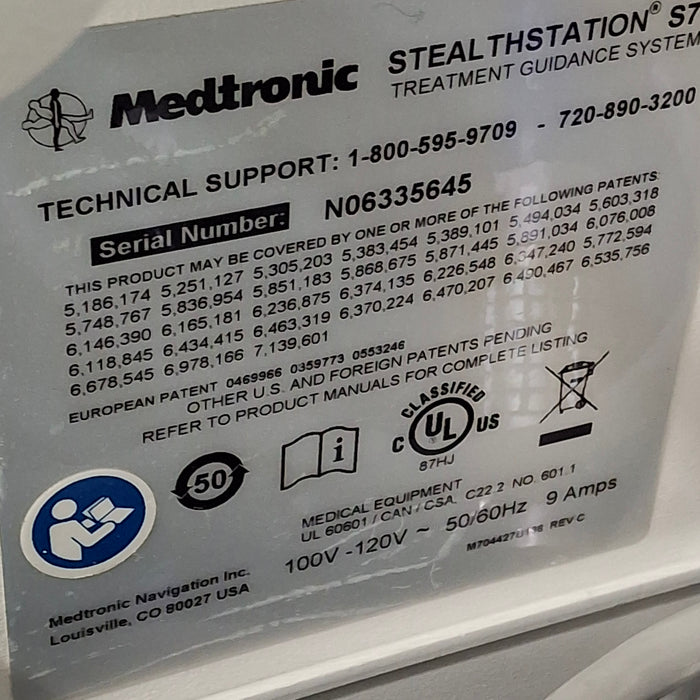 Medtronic
STEALTHSTATION® S7
TREATMENT GUIDANCE SYSTEM
TECHNICAL SUPPORT: 1-800-595-9709 - 720-890-3200
Serial Number: N06335645
THIS PRODUCT MAY BE COVERED BY ONE OR MORE OF THE FOLLOWING PATENTS:
5,186,174 5,251,127 5,305,203 5,383,454 5,389,101 5,494,034 5,603,318
5,748,767 5,836,954 5,851,183 5,868,675 5,871,445 5,891,034 6,076,008
6,146,390 6,165,181 6,236,875 6,374,135 6,226,548 6,347,240 5,772,594
6,118,845 6,434,415 6,463,319 6,370,224 6,470,207 6,490,467 6,535,756
6,678,545 6,978,166 7,139,601
EUROPEAN PATENT 0469966 0359773 0553246
OTHER U.S. AND FOREIGN PATENTS PENDING
REFER TO PRODUCT MANUALS FOR COMPLETE LISTING
50
i
CLASSIFIED
C UL US
87HJ
MEDICAL EQUIPMENT
UL 60601 / CAN / CSA. C22 2 NO. 601.1
100V -120V ~ 50/60Hz 9 Amps
REV C
Medtronic Navigation Inc.
Louisville, CO 80027 USA